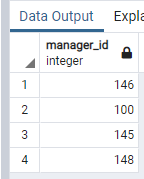 Data Output Expla
manager_id
integer
1 146
2 100
3 145
4 148